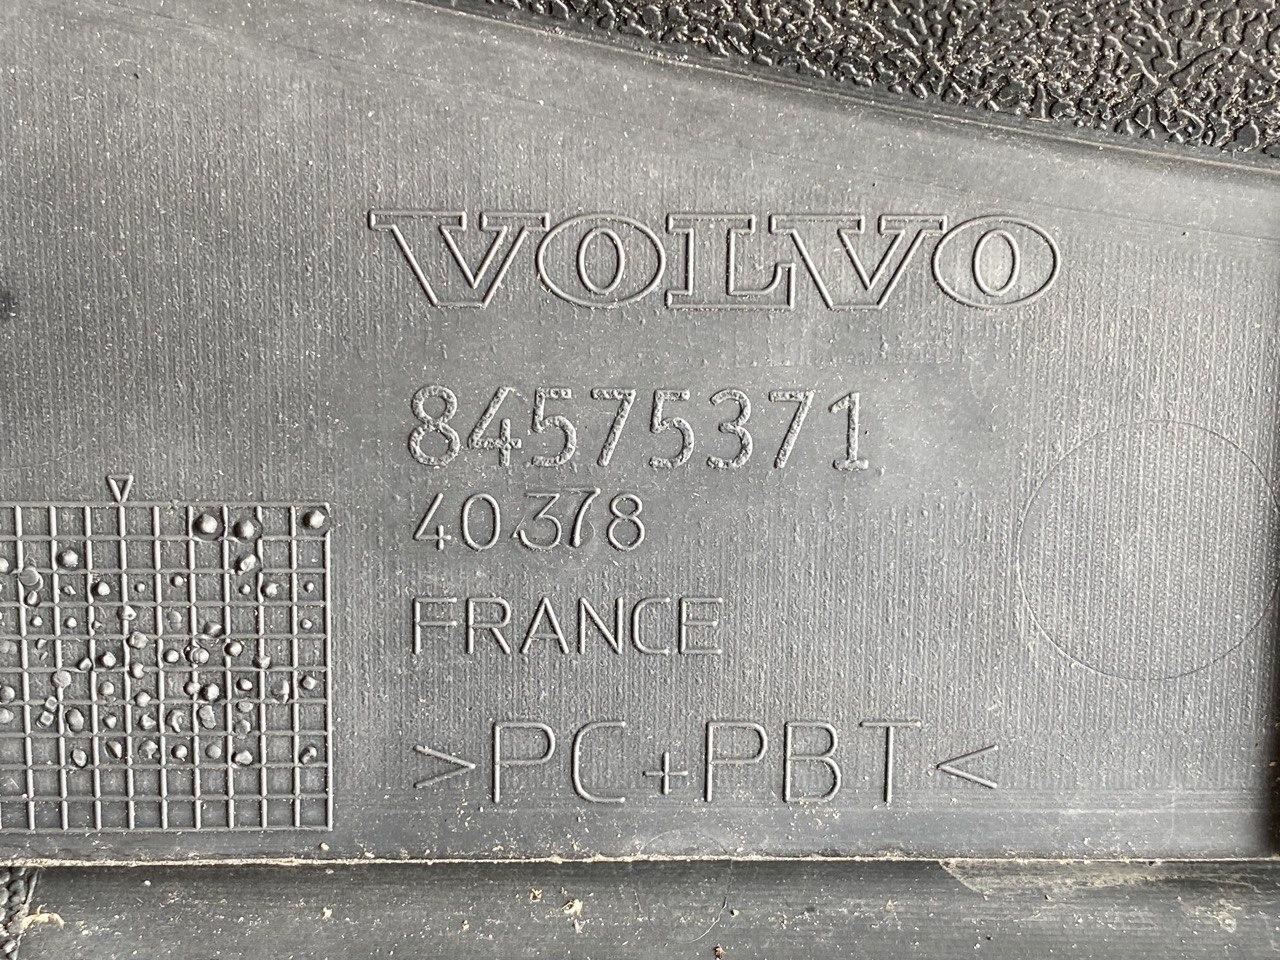 VOLVO
84575371
40378
FRANCE
>PC+PBT<